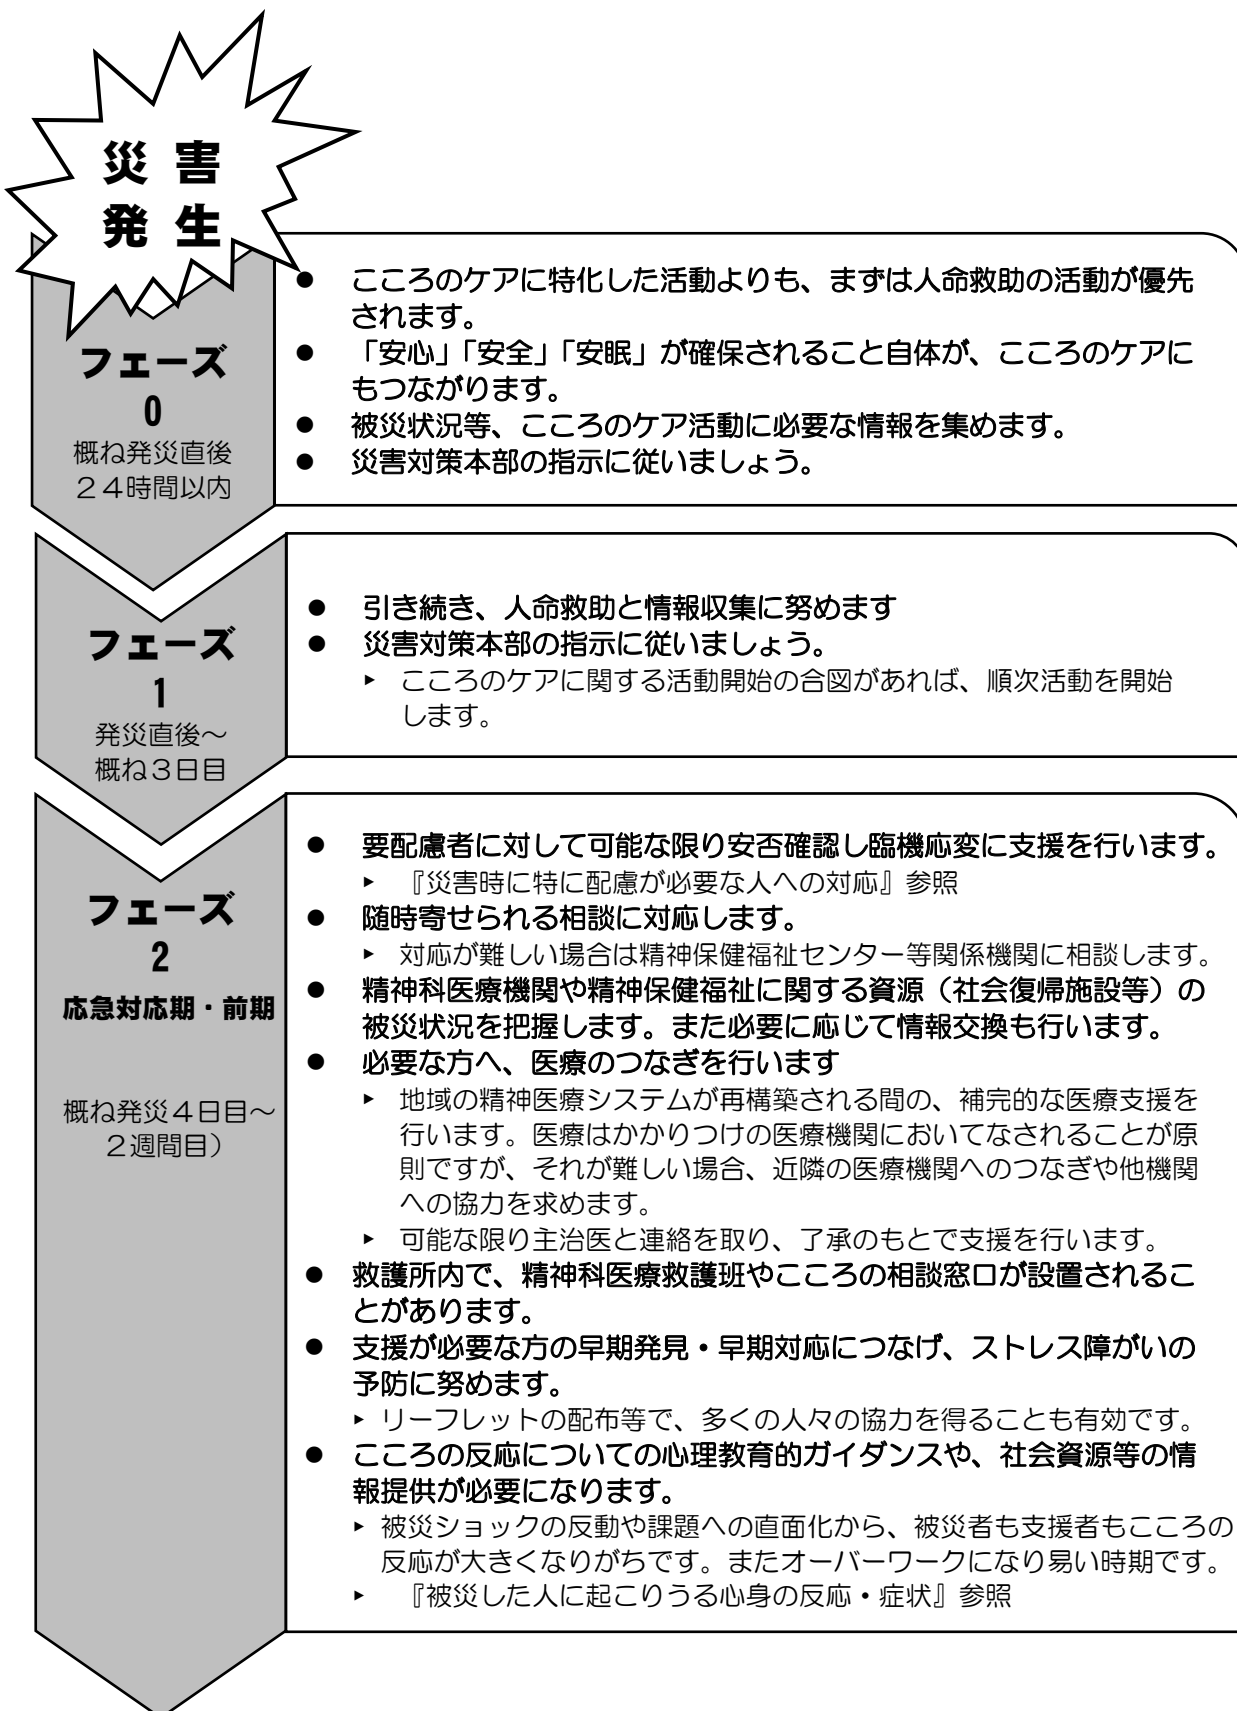 災 害
発 生
フェーズ
0
概ね発災直後
２４時間以内
● こころのケアに特化した活動よりも、まずは人命救助の活動が優先
されます。
● 「安心」「安全」「安眠」が確保されること自体が、こころのケアに
もつながります。
● 被災状況等、こころのケア活動に必要な情報を集めます。
● 災害対策本部の指示に従いましょう。
フェーズ
1
発災直後～
概ね３日目
● 引き続き、人命救助と情報収集に努めます
● 災害対策本部の指示に従いましょう。
▶ こころのケアに関する活動開始の合図があれば、順次活動を開始
します。
フェーズ
2
応急対応期・前期
概ね発災４日目～
２週間目）
● 要配慮者に対して可能な限り安否確認し臨機応変に支援を行います。
▶ 『災害時に特に配慮が必要な人への対応』参照
● 随時寄せられる相談に対応します。
▶ 対応が難しい場合は精神保健福祉センター等関係機関に相談します。
● 精神科医療機関や精神保健福祉に関する資源（社会復帰施設等）の
被災状況を把握します。また必要に応じて情報交換も行います。
● 必要な方へ、医療のつなぎを行います
▶ 地域の精神医療システムが再構築される間の、補完的な医療支援を
行います。医療はかかりつけの医療機関においてなされることが原
則ですが、それが難しい場合、近隣の医療機関へのつなぎや他機関
への協力を求めます。
▶ 可能な限り主治医と連絡を取り、了承のもとで支援を行います。
● 救護所内で、精神科医療救護班やこころの相談窓口が設置されるこ
とがあります。
● 支援が必要な方の早期発見・早期対応につなげ、ストレス障がいの
予防に努めます。
▶ リーフレットの配布等で、多くの人々の協力を得ることも有効です。
● こころの反応についての心理教育的ガイダンスや、社会資源等の情
報提供が必要になります。
▶ 被災ショックの反動や課題への直面化から、被災者も支援者もこころの
反応が大きくなりがちです。またオーバーワークになり易い時期です。
▶ 『被災した人に起こりうる心身の反応・症状』参照